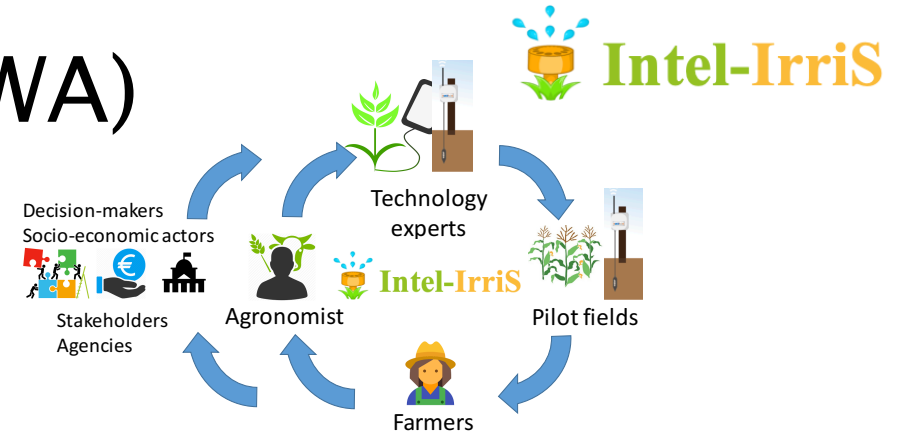 WA)
Intel-IrriS
Technology
experts
Decision-makers
Socio-economic actors
€
Stakeholders
Agencies
Agronomist
Intel-IrriS
Pilot fields
Farmers